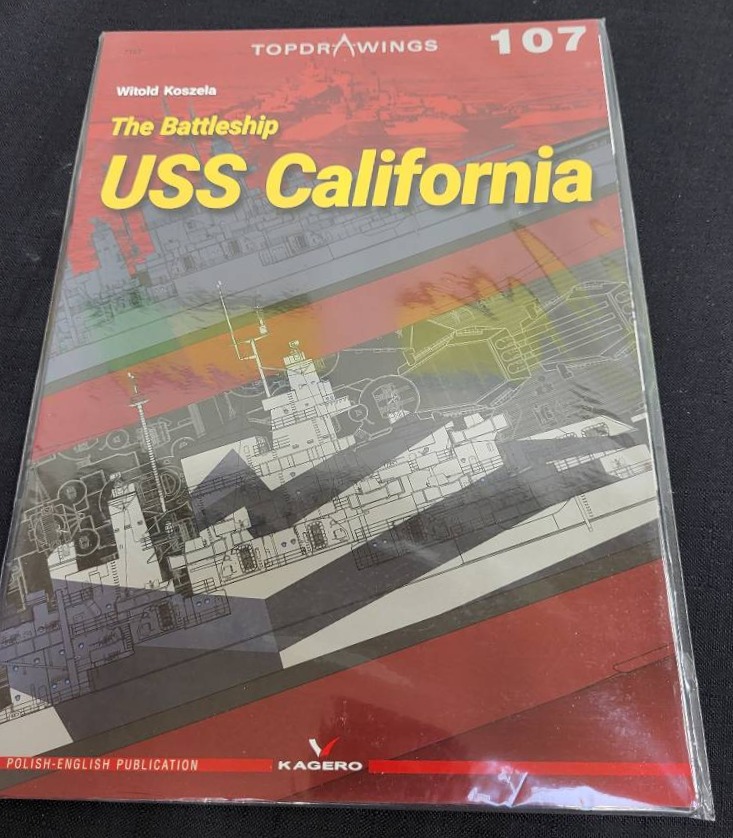 TOPDRAWINGS
107
Witold Koszela
The Battleship
USS California
POLISH-ENGLISH PUBLICATION
KAGERO